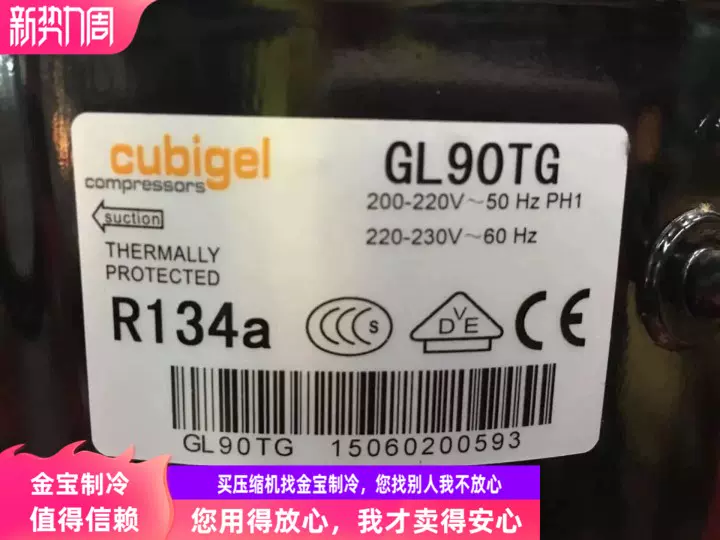 新势力周
cubigel
compressors
GL90TG
200-220V~50 Hz PH1
220-230V~60 Hz
suction
THERMALLY
PROTECTED
R134a
CCC S
DVE
CE
GL90TG 15060200593
金宝制冷
值得信赖
买压缩机找金宝制冷，您找别人我不放心
您用得放心，我才卖得安心